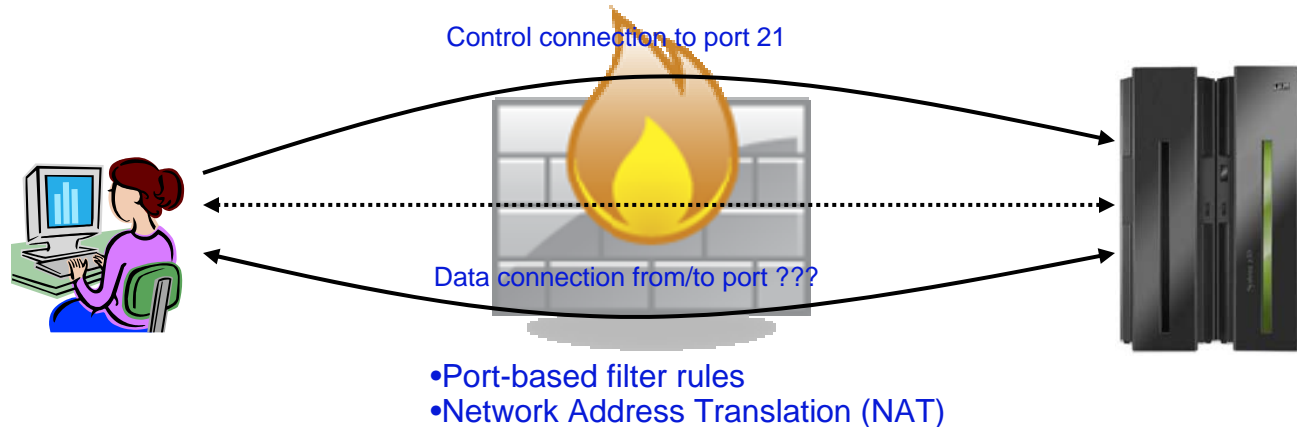 Control connection to port 21
Data connection from/to port ???
•Port-based filter rules
•Network Address Translation (NAT)